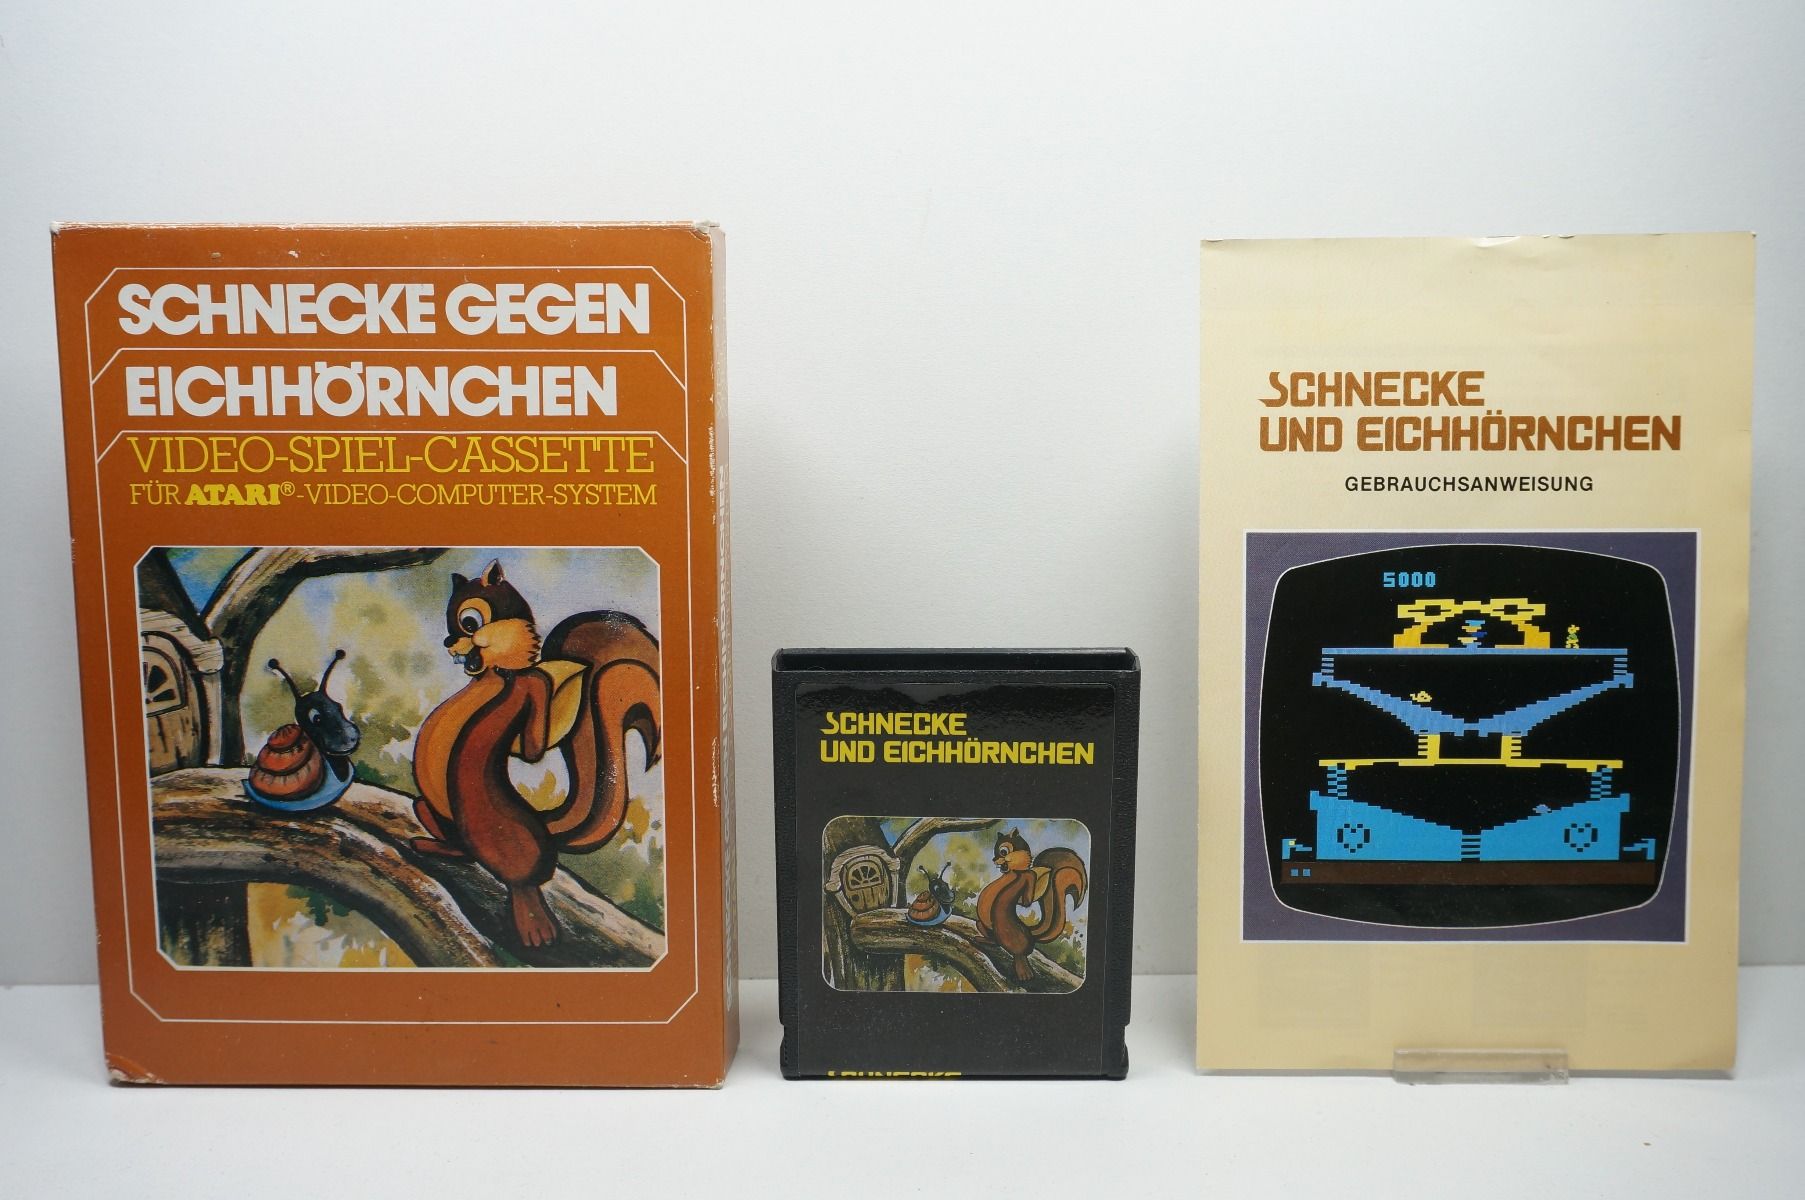 SCHNECKE GEGEN
EICHHÖRNCHEN
VIDEO-SPIEL-CASSETTE
FÜR ATARI®-VIDEO-COMPUTER-SYSTEM
SCHNECKE
UND EICHHÖRNCHEN
SCHNECKE
SCHNECKE
UND EICHHÖRNCHEN
GEBRAUCHSANWEISUNG
5000